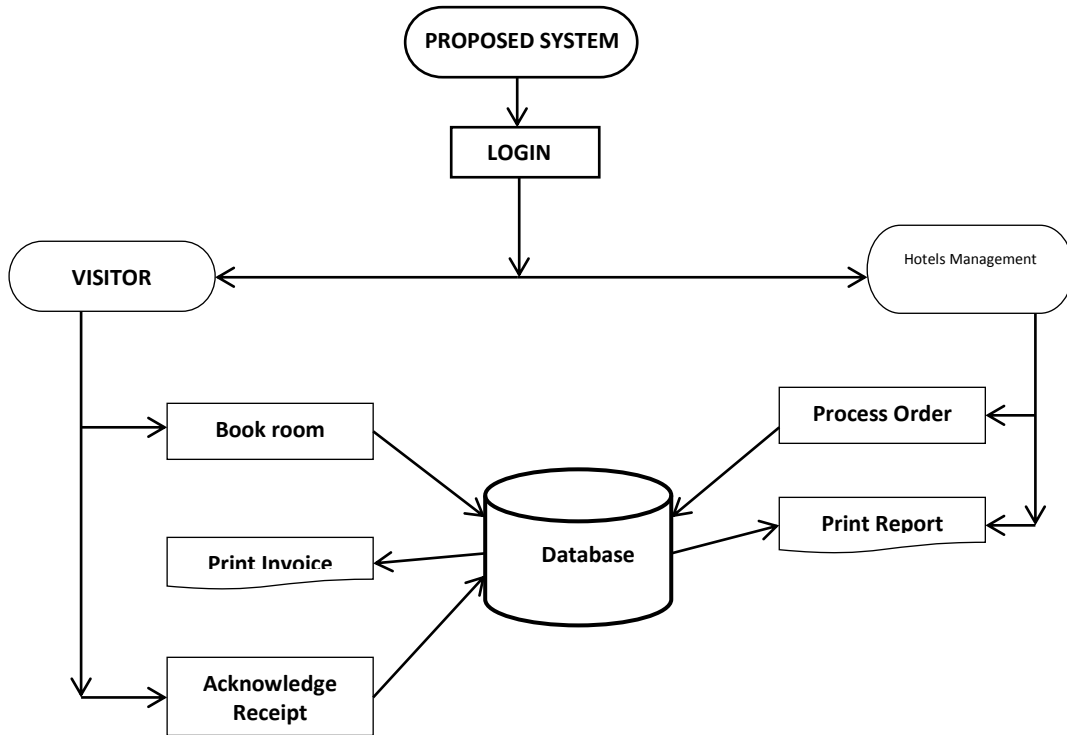 PROPOSED SYSTEM
LOGIN
VISITOR
Hotels Management
Book room
Process Order
Print Invoice
Database
Print Report
Acknowledge
Receipt